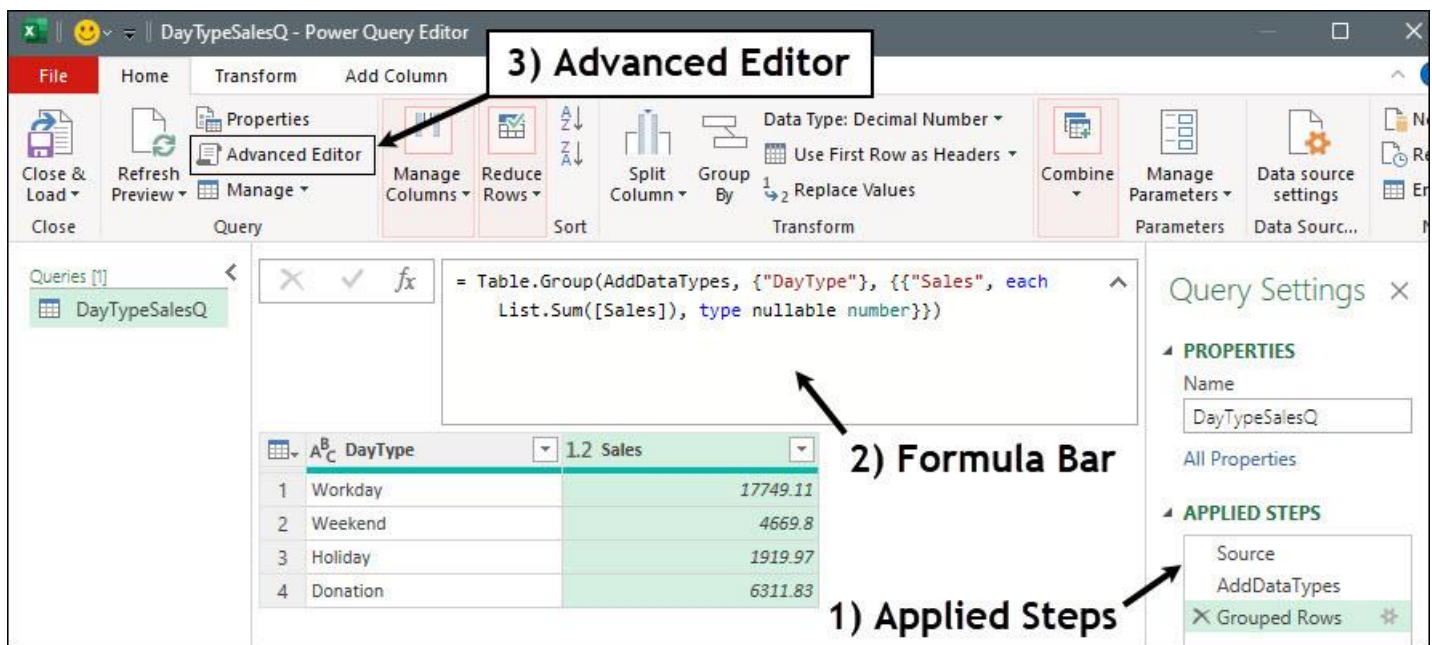 DayTypeSalesQ - Power Query Editor
3) Advanced Editor
File Home Transform Add Column
Properties
Advanced Editor
Manage
Close & Load
Refresh Preview
Close
Query
Manage Columns
Reduce Rows
Sort
Split Column
Group By
Data Type: Decimal Number
Use First Row as Headers
1 2 Replace Values
Transform
Combine
Manage Parameters
Parameters
Data source settings
Data Sourc...
Queries [1]
DayTypeSalesQ
fx
= Table.Group(AddDataTypes, {"DayType"}, {{"Sales", each
List.Sum([Sales]), type nullable number}})
2) Formula Bar
ABC DayType 1.2 Sales
1 Workday 17749.11
2 Weekend 4669.8
3 Holiday 1919.97
4 Donation 6311.83
Query Settings
PROPERTIES
Name
DayTypeSalesQ
All Properties
APPLIED STEPS
Source
AddDataTypes
Grouped Rows
1) Applied Steps